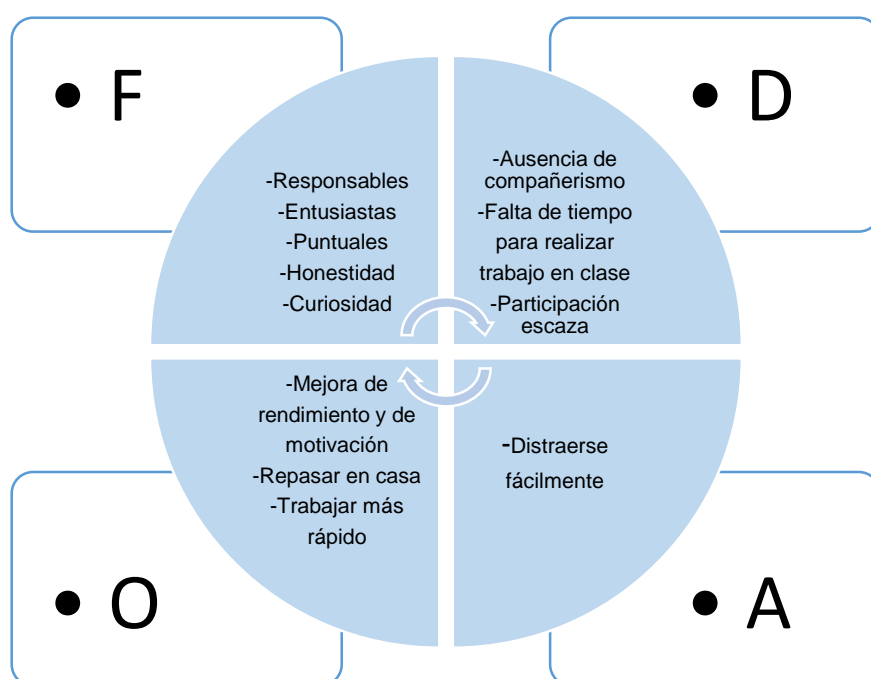 • F
-Responsables
-Entusiastas
-Puntuales
-Honestidad
-Curiosidad
• D
-Ausencia de
compañerismo
-Falta de tiempo
para realizar
trabajo en clase
-Participación
escaza
• O
-Mejora de
rendimiento y de
motivación
-Repasar en casa
-Trabajar más
rápido
• A
-Distraerse
fácilmente